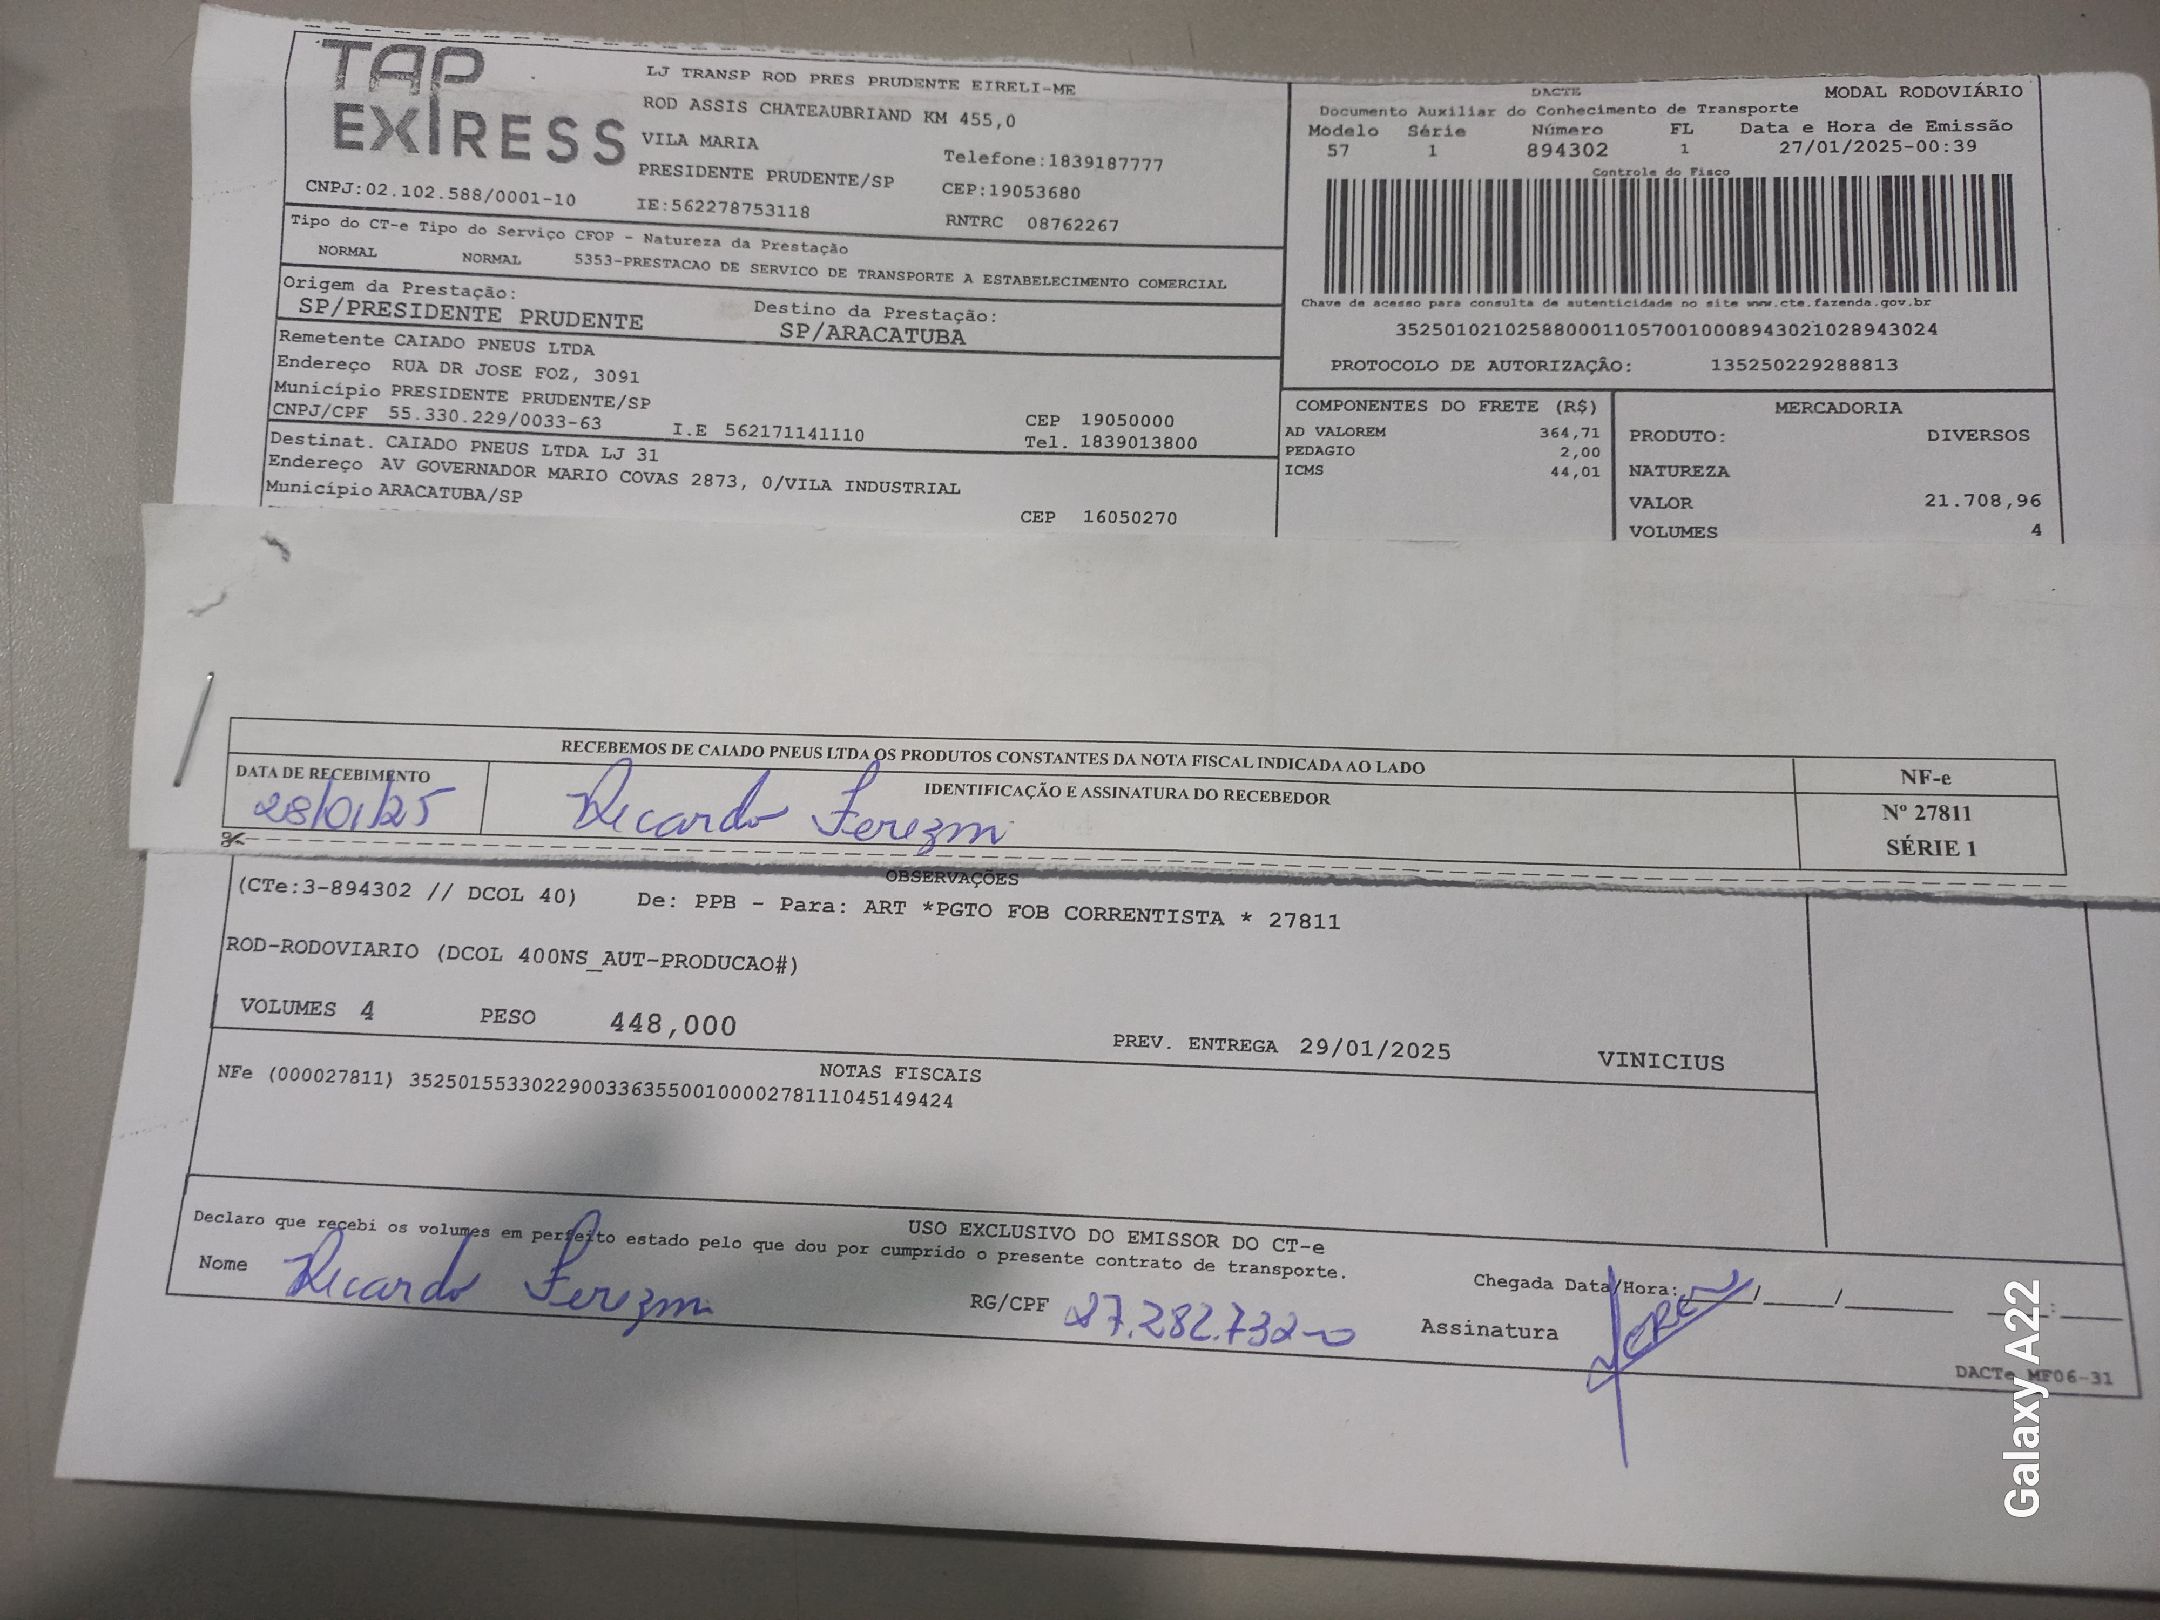 TAP
EXPRESS
LJ TRANSP ROD PRES PRUDENTE EIRELI-ME
ROD ASSIS CHATEAUBRIAND KM 455,0
VILA MARIA
Telefone:1839187777
PRESIDENTE PRUDENTE/SP
CEP:19053680
CNPJ:02.102.588/0001-10
IE:562278753118
RNTRC 08762267
DACTE
MODAL RODOVIÁRIO
Documento Auxiliar do Conhecimento de Transporte
Modelo Série Número FL Data e Hora de Emissão
57 1 894302 1 27/01/2025-00:39
Controle do Fisco
Chave de acesso para consulta de autenticidade no site www.cte.fazenda.gov.br
35250102102588000110570010008943021028943024
PROTOCOLO DE AUTORIZAÇÂO: 135250229288813
Tipo do CT-e Tipo do Serviço CFOP - Natureza da Prestação
NORMAL NORMAL 5353-PRESTACAO DE SERVICO DE TRANSPORTE A ESTABELECIMENTO COMERCIAL
Origem da Prestação: Destino da Prestação:
SP/PRESIDENTE PRUDENTE SP/ARACATUBA
Remetente CAIADO PNEUS LTDA
Endereço RUA DR JOSE FOZ, 3091
Município PRESIDENTE PRUDENTE/SP CEP 19050000
CNPJ/CPF 55.330.229/0033-63 I.E 562171141110 Tel. 1839013800
Destinat. CAIADO PNEUS LTDA LJ 31
Endereço AV GOVERNADOR MARIO COVAS 2873, 0/VILA INDUSTRIAL
Município ARACATUBA/SP CEP 16050270
COMPONENTES DO FRETE (R$)
AD VALOREM 364,71
PEDAGIO 2,00
ICMS 44,01
MERCADORIA
PRODUTO: DIVERSOS
NATUREZA
VALOR 21.708,96
VOLUMES 4
RECEBEMOS DE CAIADO PNEUS LTDA OS PRODUTOS CONSTANTES DA NOTA FISCAL INDICADA AO LADO
DATA DE RECEBIMENTO
IDENTIFICAÇÃO E ASSINATURA DO RECEBEDOR
28/01/25 Ricardo
NF-e
Nº 27811
SÉRIE 1
OBSERVAÇÕES
(CTe:3-894302 // DCOL 40) De: PPB - Para: ART *PGTO FOB CORRENTISTA * 27811
ROD-RODOVIARIO (DCOL 400NS_AUT-PRODUCAO#)
VOLUMES 4 PESO 448,000 PREV. ENTREGA 29/01/2025 VINICIUS
NOTAS FISCAIS
NFe (000027811) 35250155330229003363550010000278111045149424
USO EXCLUSIVO DO EMISSOR DO CT-e
Declaro que recebi os volumes em perfeito estado pelo que dou por cumprido o presente contrato de transporte.
Nome Ricardo RG/CPF 27.282.732-0
Chegada Data/Hora: ____/____/______ __:____
Assinatura
DACTe MF06-31
Galaxy A22